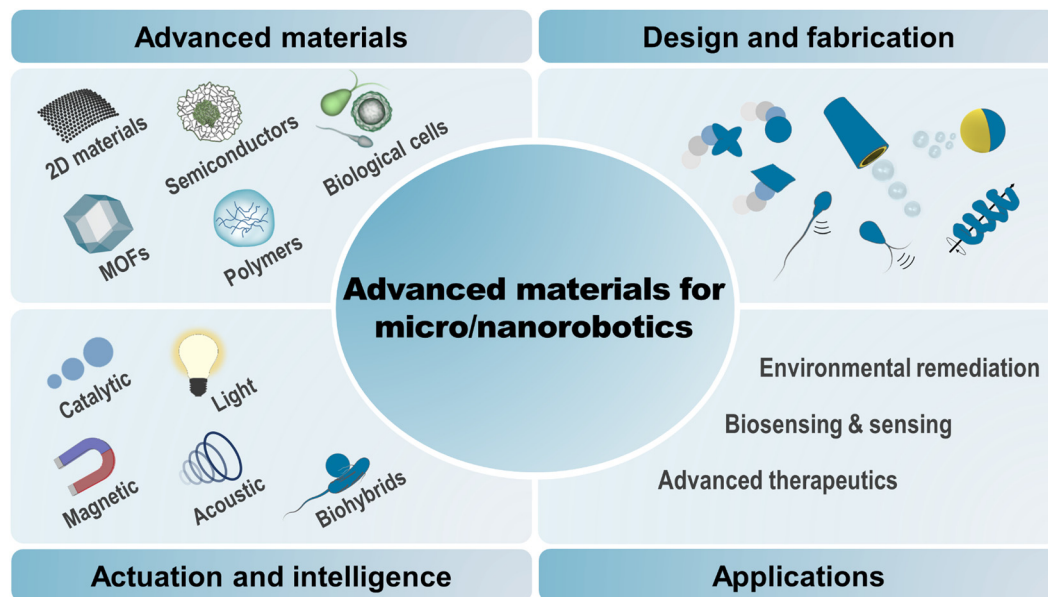 Advanced materials
Design and fabrication
2D materials
Semiconductors
Biological cells
MOFs
Polymers
Advanced materials for
micro/nanorobotics
Catalytic
Light
Magnetic
Acoustic
Biohybrids
Environmental remediation
Biosensing & sensing
Advanced therapeutics
Actuation and intelligence
Applications